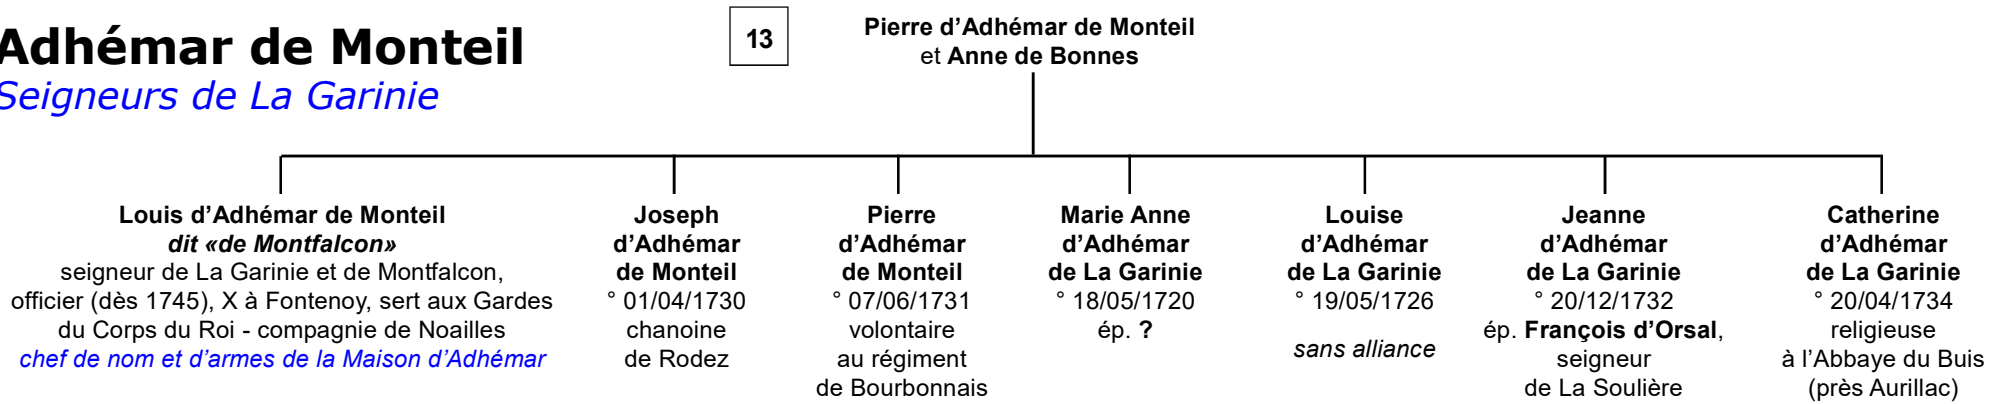 Adhémar de Monteil
Seigneurs de La Garinie
13
Pierre d’Adhémar de Monteil
et Anne de Bonnes
Louis d’Adhémar de Monteil
dit «de Montfalcon»
seigneur de La Garinie et de Montfalcon,
officier (dès 1745), X à Fontenoy, sert aux Gardes
du Corps du Roi - compagnie de Noailles
chef de nom et d’armes de la Maison d’Adhémar
Joseph
d’Adhémar
de Monteil
° 01/04/1730
chanoine
de Rodez
Pierre
d’Adhémar
de Monteil
° 07/06/1731
volontaire
au régiment
de Bourbonnais
Marie Anne
d’Adhémar
de La Garinie
° 18/05/1720
ép. ?
Louise
d’Adhémar
de La Garinie
° 19/05/1726
sans alliance
Jeanne
d’Adhémar
de La Garinie
° 20/12/1732
ép. François d’Orsal,
seigneur
de La Soulière
Catherine
d’Adhémar
de La Garinie
° 20/04/1734
religieuse
à l’Abbaye du Buis
(près Aurillac)